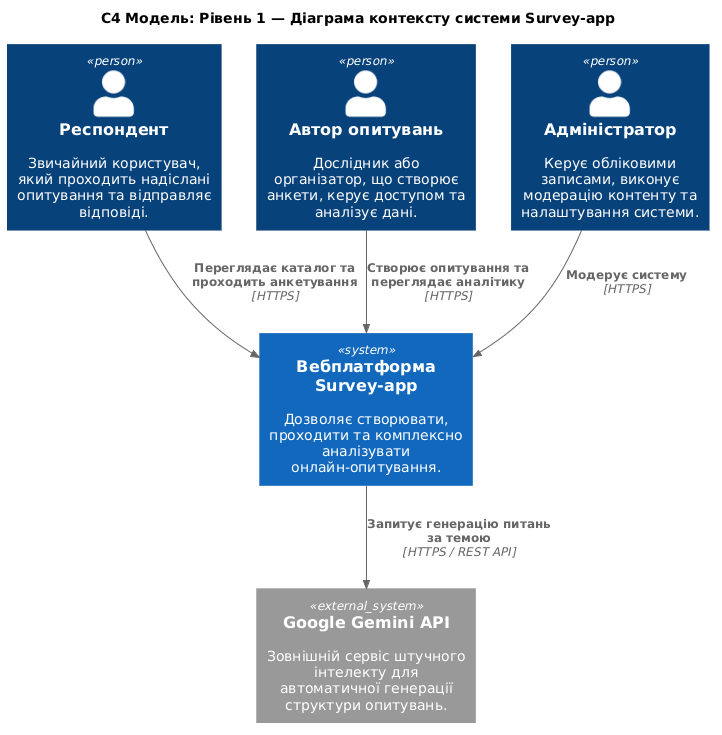 С4 Модель: Рівень 1 — Діаграма контексту системи Survey-app
«person»
Респондент
Звичайний користувач,
який проходить надіслані
опитування та відправляє
відповіді.
«person»
Автор опитувань
Дослідник або
організатор, що створює
анкети, керує доступом та
аналізує дані.
«person»
Адміністратор
Керує обліковими
записами, виконує
модерацію контенту та
налаштування системи.
Переглядає каталог та
проходить анкетування
[HTTPS]
Створює опитування та
переглядає аналітику
[HTTPS]
Модерує систему
[HTTPS]
«system»
Вебплатформа
Survey-app
Дозволяє створювати,
проходити та комплексно
аналізувати
онлайн-опитування.
Запитує генерацію питань
за темою
[HTTPS / REST API]
«external_system»
Google Gemini API
Зовнішній сервіс штучного
інтелекту для
автоматичної генерації
структури опитувань.